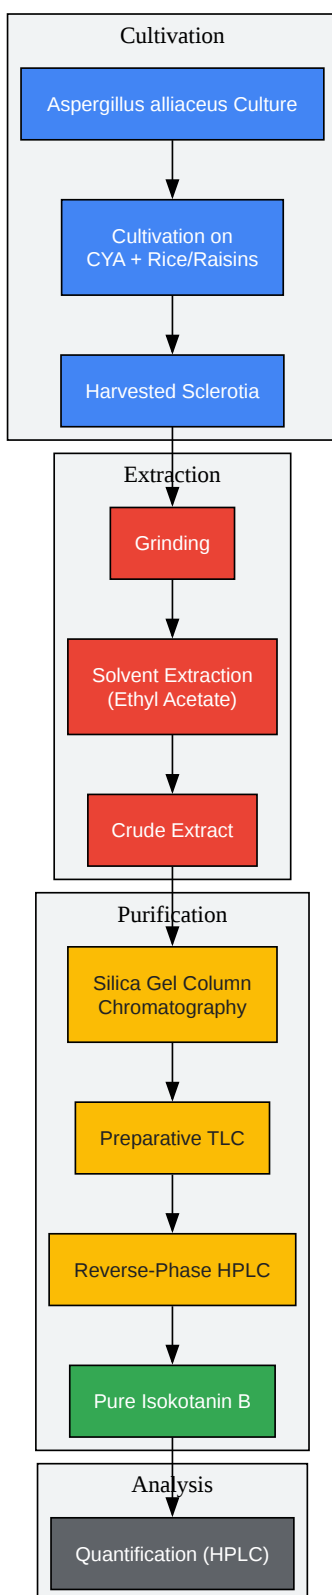 Cultivation
Aspergillus alliaceus Culture
Cultivation on
CYA + Rice/Raisins
Harvested Sclerotia
Extraction
Grinding
Solvent Extraction
(Ethyl Acetate)
Crude Extract
Purification
Silica Gel Column
Chromatography
Preparative TLC
Reverse-Phase HPLC
Pure Isokotanin B
Analysis
Quantification (HPLC)